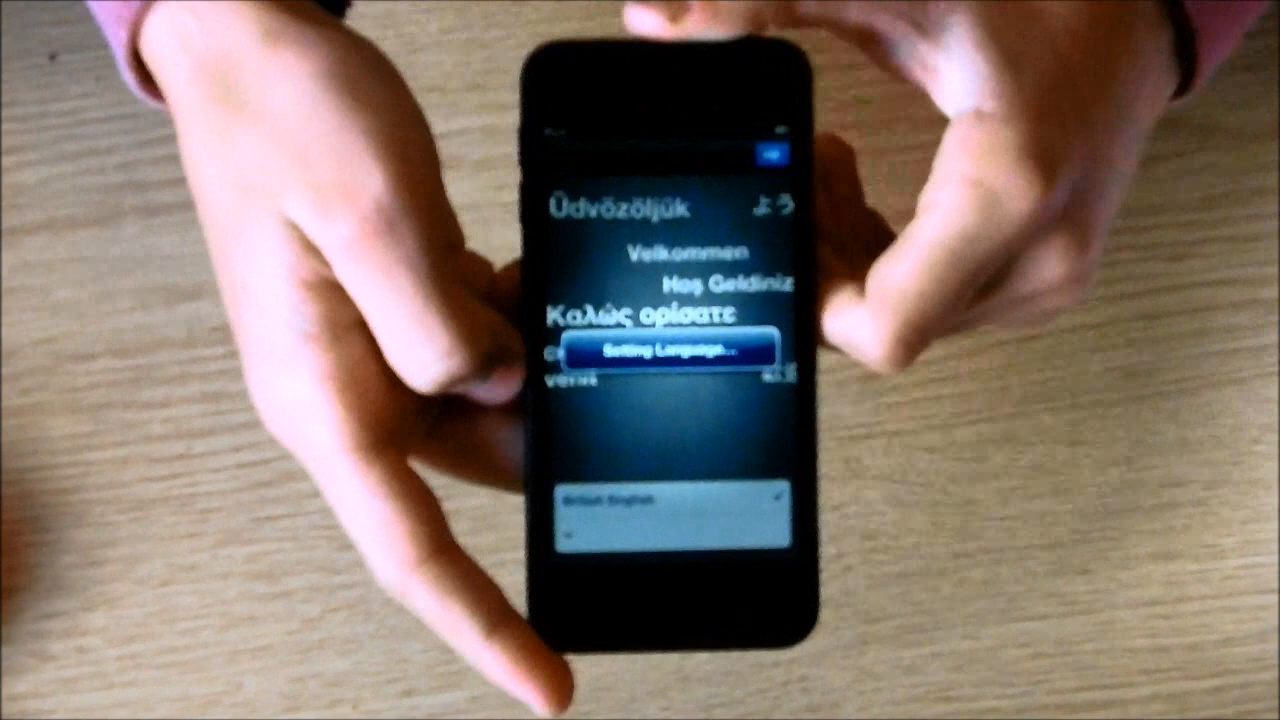 Üdvözöljük
よう
Velkommen
Hoş Geldiniz
Καλώς ορίσατε
Setting Language...
British English